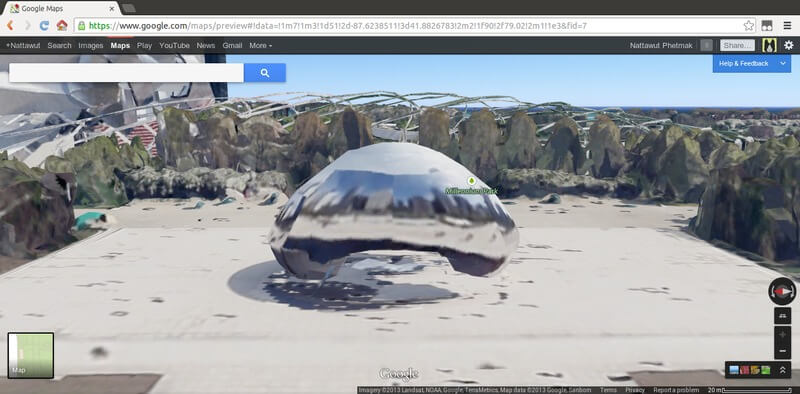 Google Maps
https://www.google.com/maps/preview#!data=!1m7!1m3!1d51!2d-87.6238511!3d41.8826783!2m2!1f90!2f79.02!2m1!1e3&fid=7
+Nattawut Search Images Maps Play YouTube News Gmail More
Nattawut Phetmak
Share...
Help & Feedback
Millennium Park
Map
Google
Imagery ©2013 Landsat, NOAA, Google, TerraMetrics, Map data ©2013 Google, Sanborn Terms Privacy Report a problem 20 m